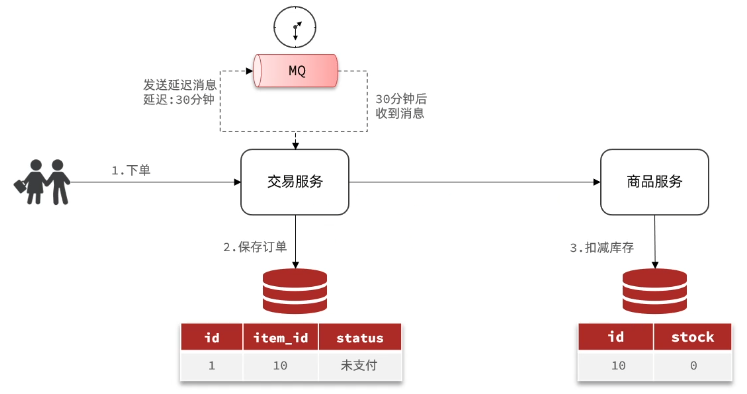 MQ
发送延迟消息
延迟:30分钟
30分钟后
收到消息
1.下单
交易服务
商品服务
2.保存订单
3.扣减库存
id item_id status
1 10 未支付
id stock
10 0